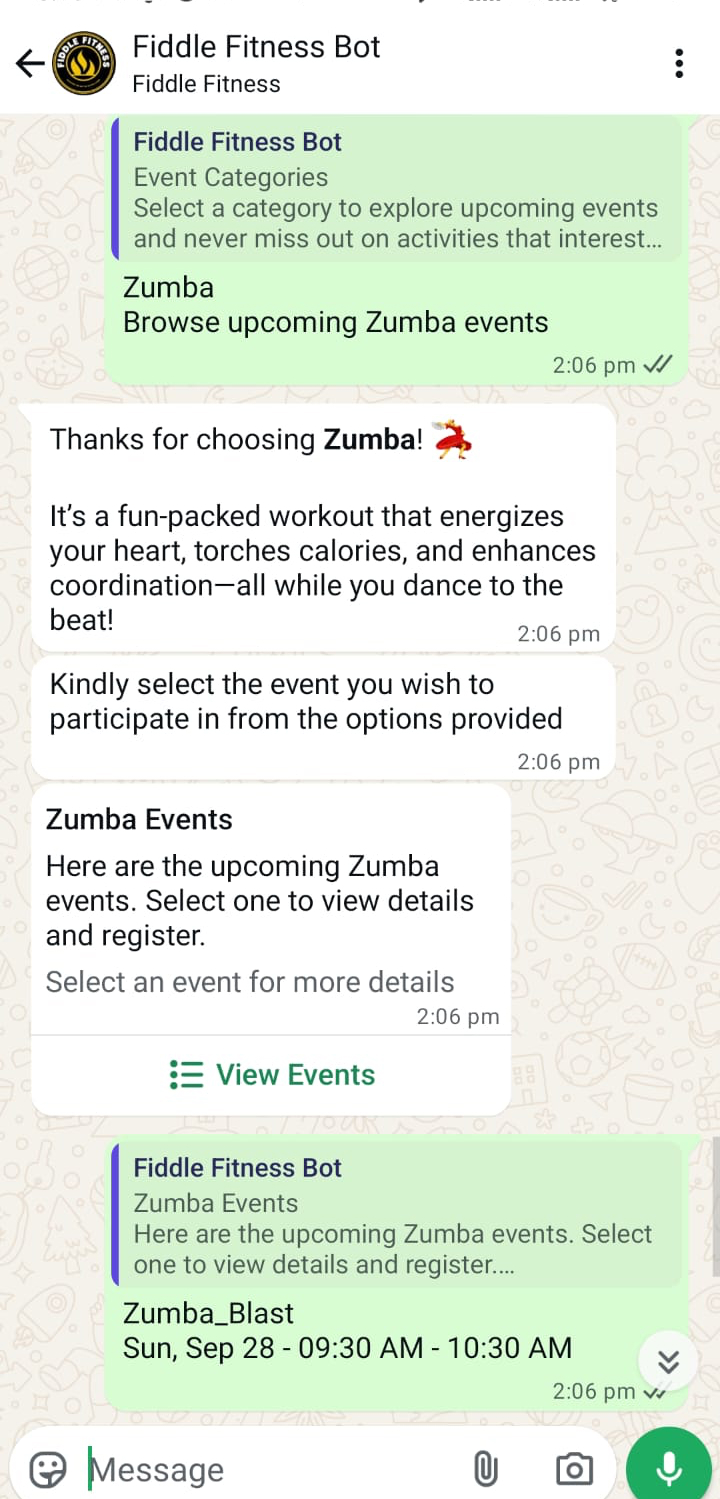 Fiddle Fitness Bot
Fiddle Fitness
FIDDLE FITNESS
Fiddle Fitness Bot
Event Categories
Select a category to explore upcoming events
and never miss out on activities that interest...
Zumba
Browse upcoming Zumba events
2:06 pm
Thanks for choosing Zumba!
It's a fun-packed workout that energizes
your heart, torches calories, and enhances
coordination—all while you dance to the
beat!
2:06 pm
Kindly select the event you wish to
participate in from the options provided
2:06 pm
Zumba Events
Here are the upcoming Zumba
events. Select one to view details
and register.
Select an event for more details
2:06 pm
View Events
Fiddle Fitness Bot
Zumba Events
Here are the upcoming Zumba events. Select
one to view details and register....
Zumba_Blast
Sun, Sep 28 - 09:30 AM - 10:30 AM
2:06 pm
Message